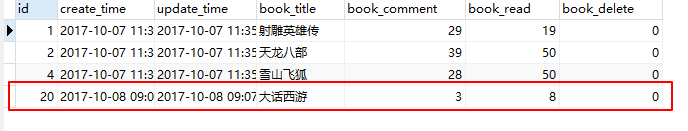 id create_time update_time book_title book_comment book_read book_delete
1 2017-10-07 11:3 2017-10-07 11:35 射雕英雄传 29 19 0
2 2017-10-07 11:3 2017-10-07 11:35 天龙八部 39 50 0
4 2017-10-07 11:3 2017-10-07 11:35 雪山飞狐 28 50 0
20 2017-10-08 09:0 2017-10-08 09:07 大话西游 3 8 0